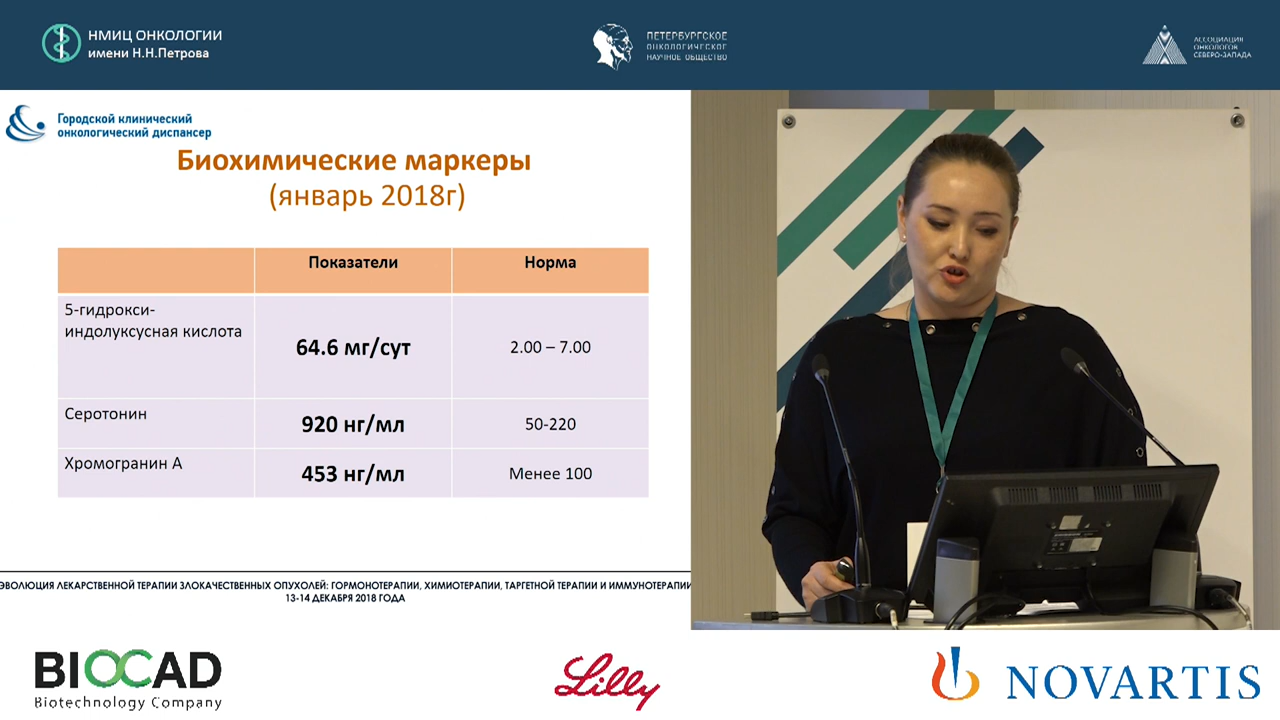 НМИЦ ОНКОЛОГИИ
имени Н.Н.Петрова
ПЕТЕРБУРГСКОЕ
ОНКОЛОГИЧЕСКОЕ
НАУЧНОЕ ОБЩЕСТВО
АССОЦИАЦИЯ
ОНКОЛОГОВ
СЕВЕРО-ЗАПАДА
Городской клинический
онкологический диспансер
Биохимические маркеры
(январь 2018г)
Показатели Норма
5-гидрокси-
индолуксусная кислота
64.6 мг/сут 2.00 – 7.00
Серотонин 920 нг/мл 50-220
Хромогранин А 453 нг/мл Менее 100
ЭВОЛЮЦИЯ ЛЕКАРСТВЕННОЙ ТЕРАПИИ ЗЛОКАЧЕСТВЕННЫХ ОПУХОЛЕЙ: ГОРМОНОТЕРАПИИ, ХИМИОТЕРАПИИ, ТАРГЕТНОЙ ТЕРАПИИ И ИММУНОТЕРАПИИ
13-14 ДЕКАБРЯ 2018 ГОДА
BIOCAD
Biotechnology Company
Lilly
NOVARTIS